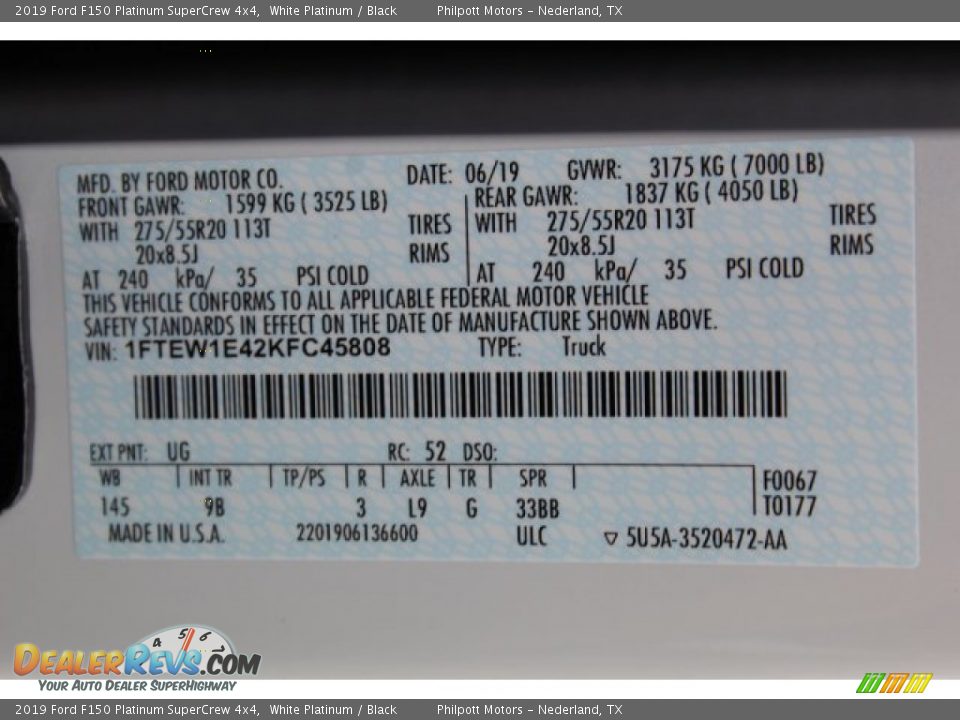 2019 Ford F150 Platinum SuperCrew 4x4, White Platinum / Black Philpott Motors - Nederland, TX
MFD. BY FORD MOTOR CO. DATE: 06/19 GVWR: 3175 KG ( 7000 LB)
FRONT GAWR: 1599 KG ( 3525 LB) REAR GAWR: 1837 KG ( 4050 LB)
WITH 275/55R20 113T TIRES WITH 275/55R20 113T TIRES
20x8.5J RIMS 20x8.5J RIMS
AT 240 kPa/ 35 PSI COLD AT 240 kPa/ 35 PSI COLD
THIS VEHICLE CONFORMS TO ALL APPLICABLE FEDERAL MOTOR VEHICLE
SAFETY STANDARDS IN EFFECT ON THE DATE OF MANUFACTURE SHOWN ABOVE.
VIN: 1FTEW1E42KFC45808 TYPE: Truck
EXT PNT: UG RC: 52 DSO:
WB INT TR TP/PS R AXLE TR SPR F0067
145 9B 3 L9 G 33BB T0177
MADE IN U.S.A. 2201906136600 ULC ▽ 5U5A-3520472-AA
4 5 6 7
DEALERREVS.COM
YOUR AUTO DEALER SUPERHIGHWAY
2019 Ford F150 Platinum SuperCrew 4x4, White Platinum / Black Philpott Motors - Nederland, TX